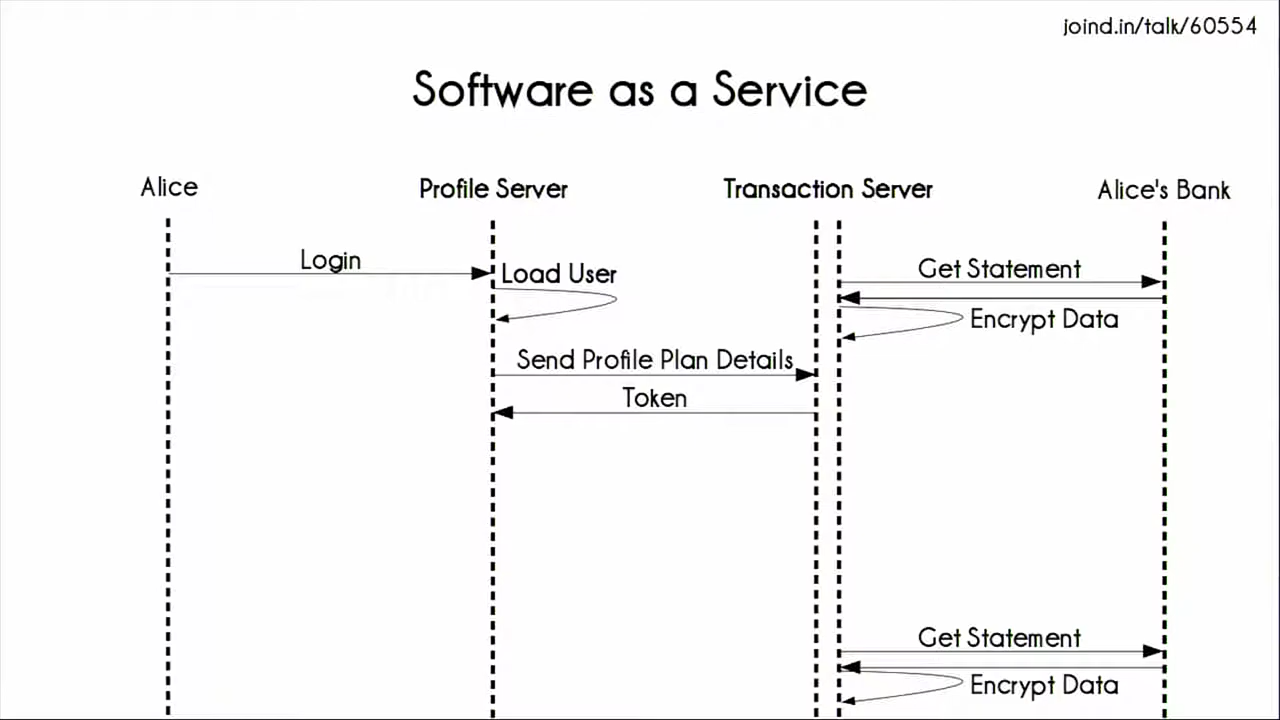 joind.in/talk/60554
Software as a Service
Alice
Profile Server
Transaction Server
Alice's Bank
Login
Load User
Get Statement
Encrypt Data
Send Profile Plan Details
Token
Get Statement
Encrypt Data